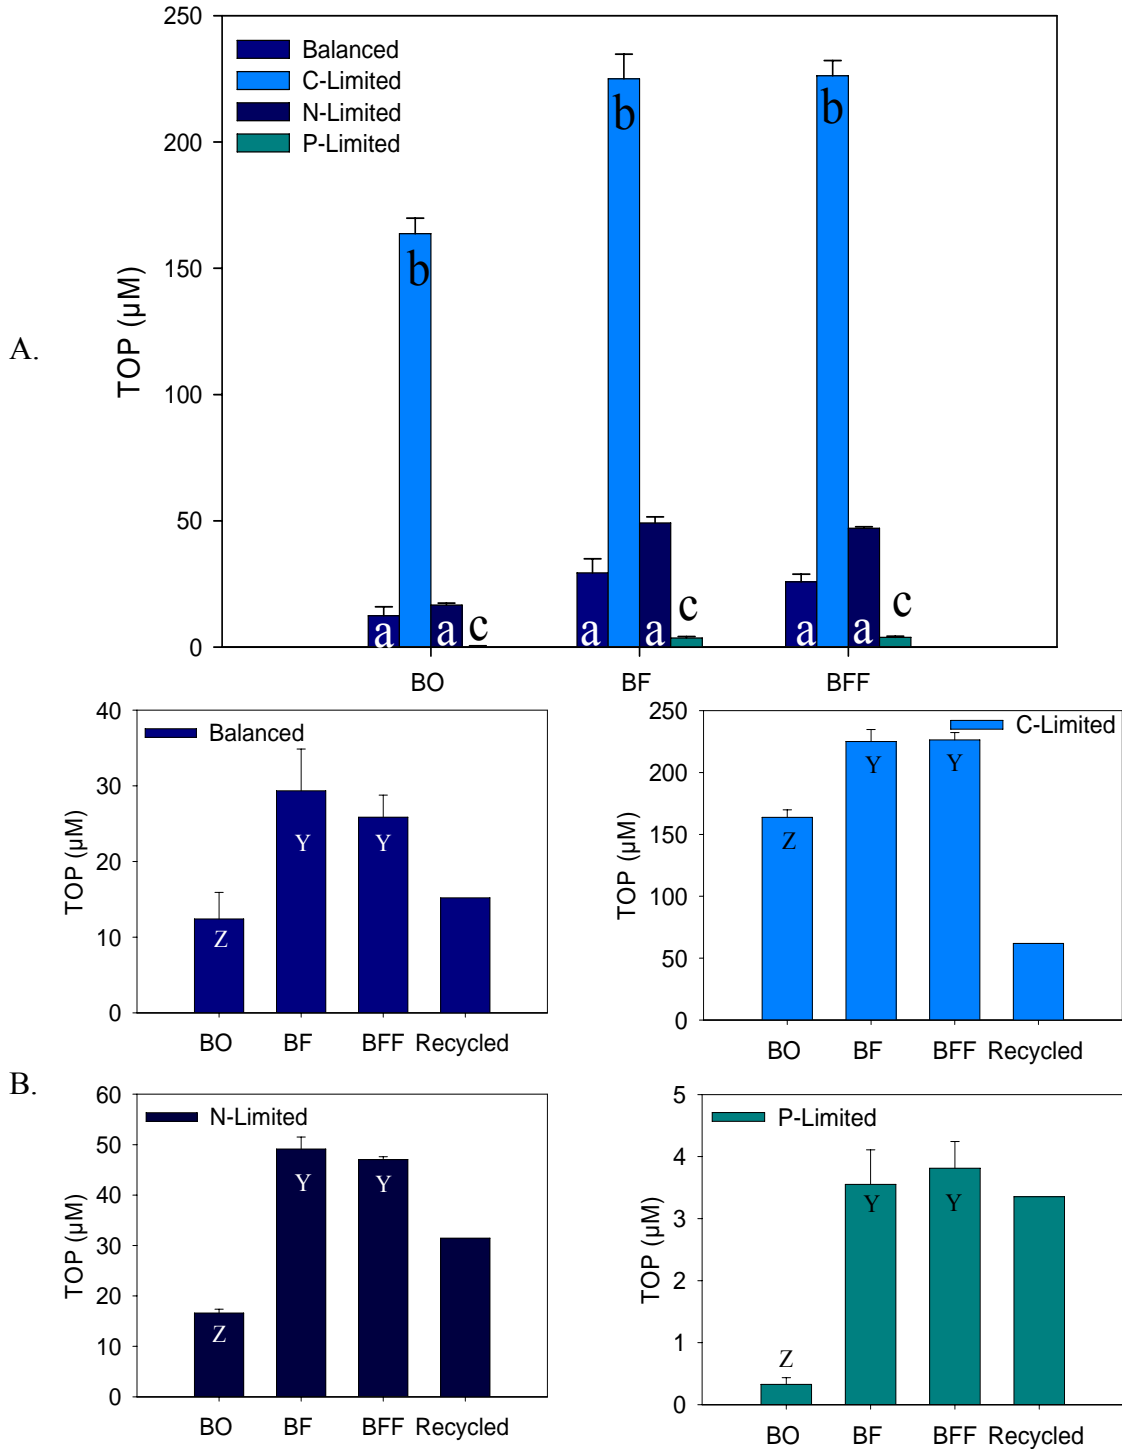 250
200
150
100
50
0
TOP (µM)
Balanced
C-Limited
N-Limited
P-Limited
b
b
b
a
a
c
a
a
c
a
a
c
BO BF BFF
A.
B.
40
30
20
10
0
TOP (µM)
Balanced
Z
Y
Y
BO BF BFF Recycled
250
200
150
100
50
0
TOP (µM)
C-Limited
Z
Y
Y
BO BF BFF Recycled
60
50
40
30
20
10
0
TOP (µM)
N-Limited
Z
Y
Y
BO BF BFF Recycled
5
4
3
2
1
0
TOP (µM)
P-Limited
Z
Y
Y
BO BF BFF Recycled